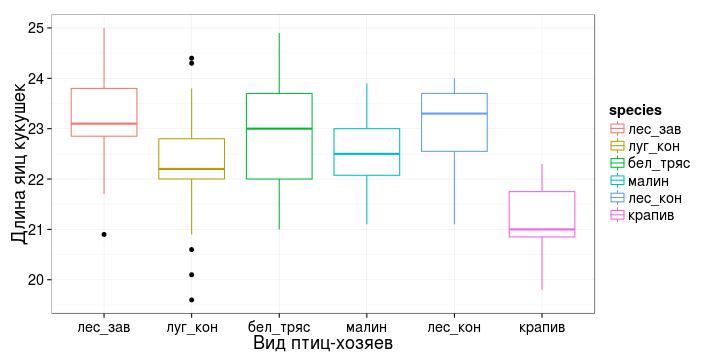 25
24
23
22
21
20
Длина яиц кукушек
лес_зав луг_кон бел_тряс малин лес_кон крапив
Вид птиц-хозяев
species
лес_зав
луг_кон
бел_тряс
малин
лес_кон
крапив